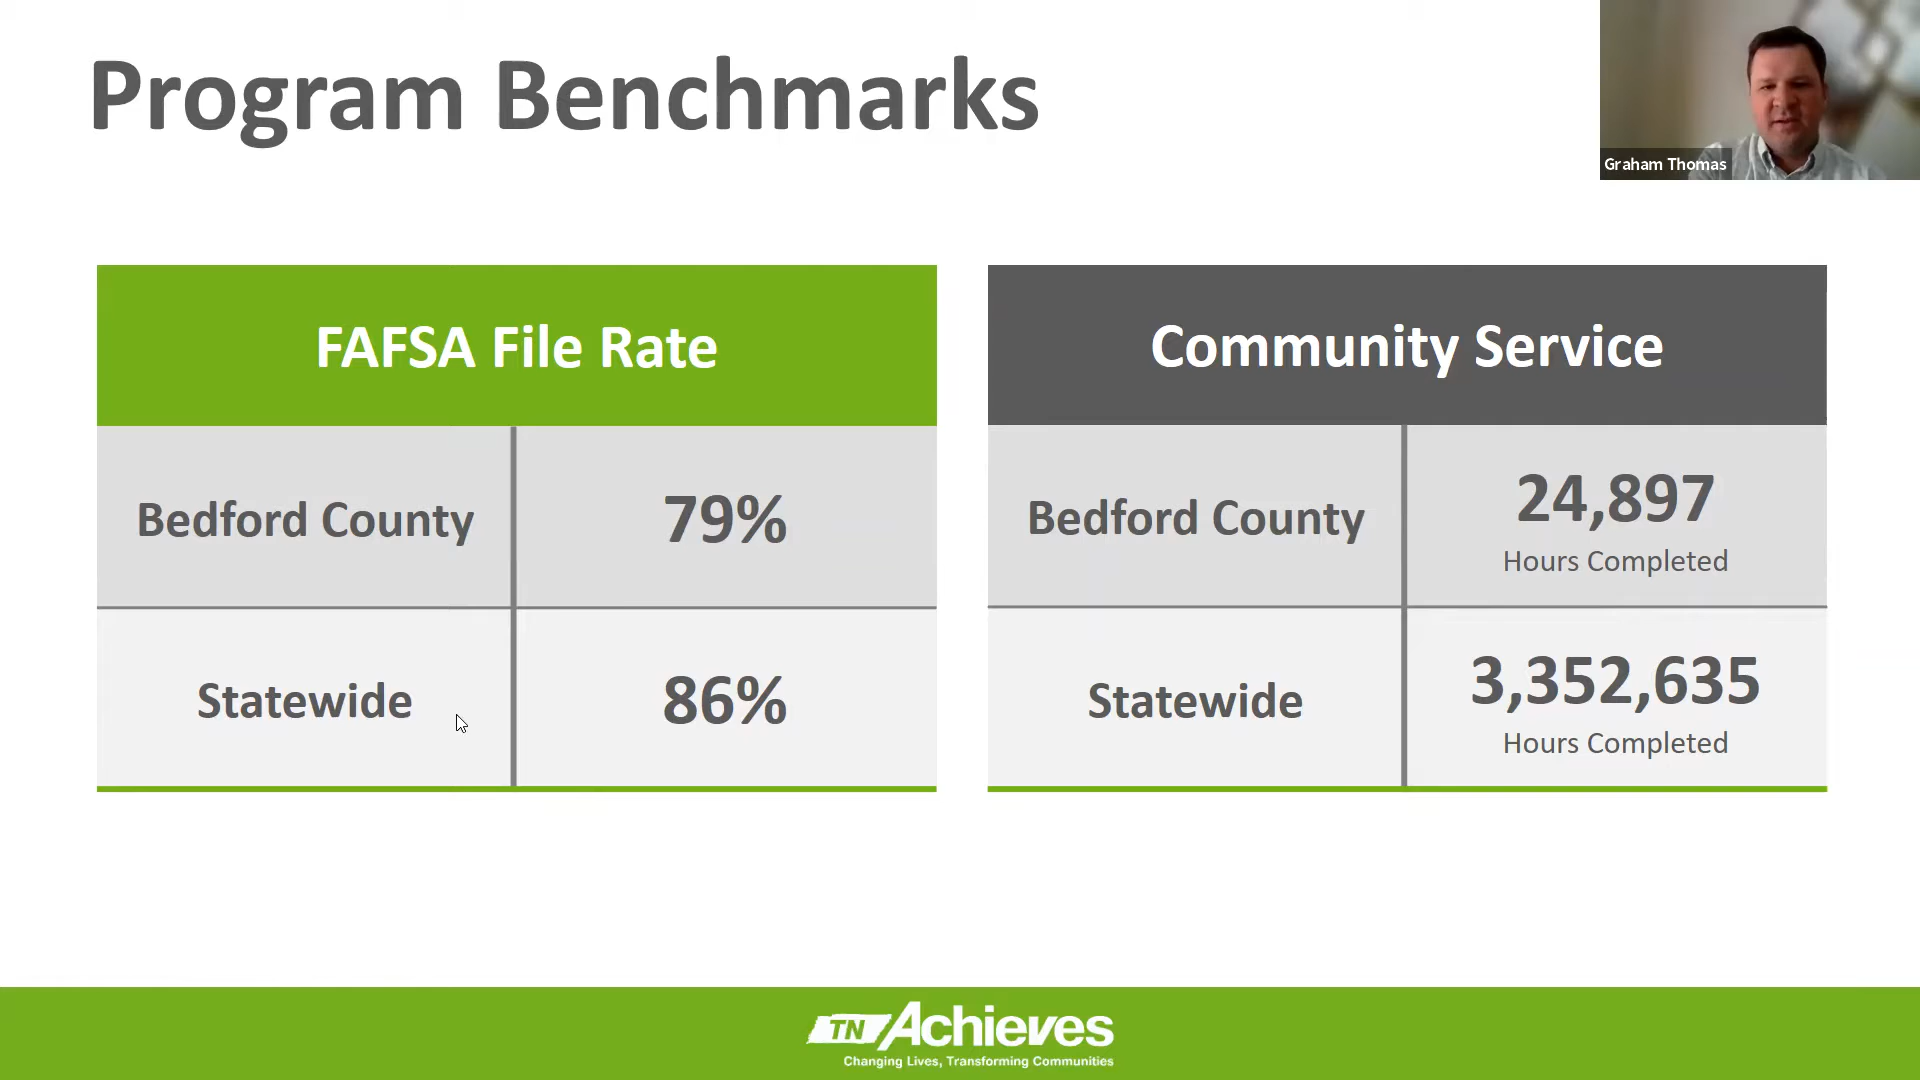 Program Benchmarks
Graham Thomas
FAFSA File Rate
Bedford County
79%
Statewide
86%
Community Service
Bedford County
24,897
Hours Completed
Statewide
3,352,635
Hours Completed
TN Achieves
Changing Lives, Transforming Communities